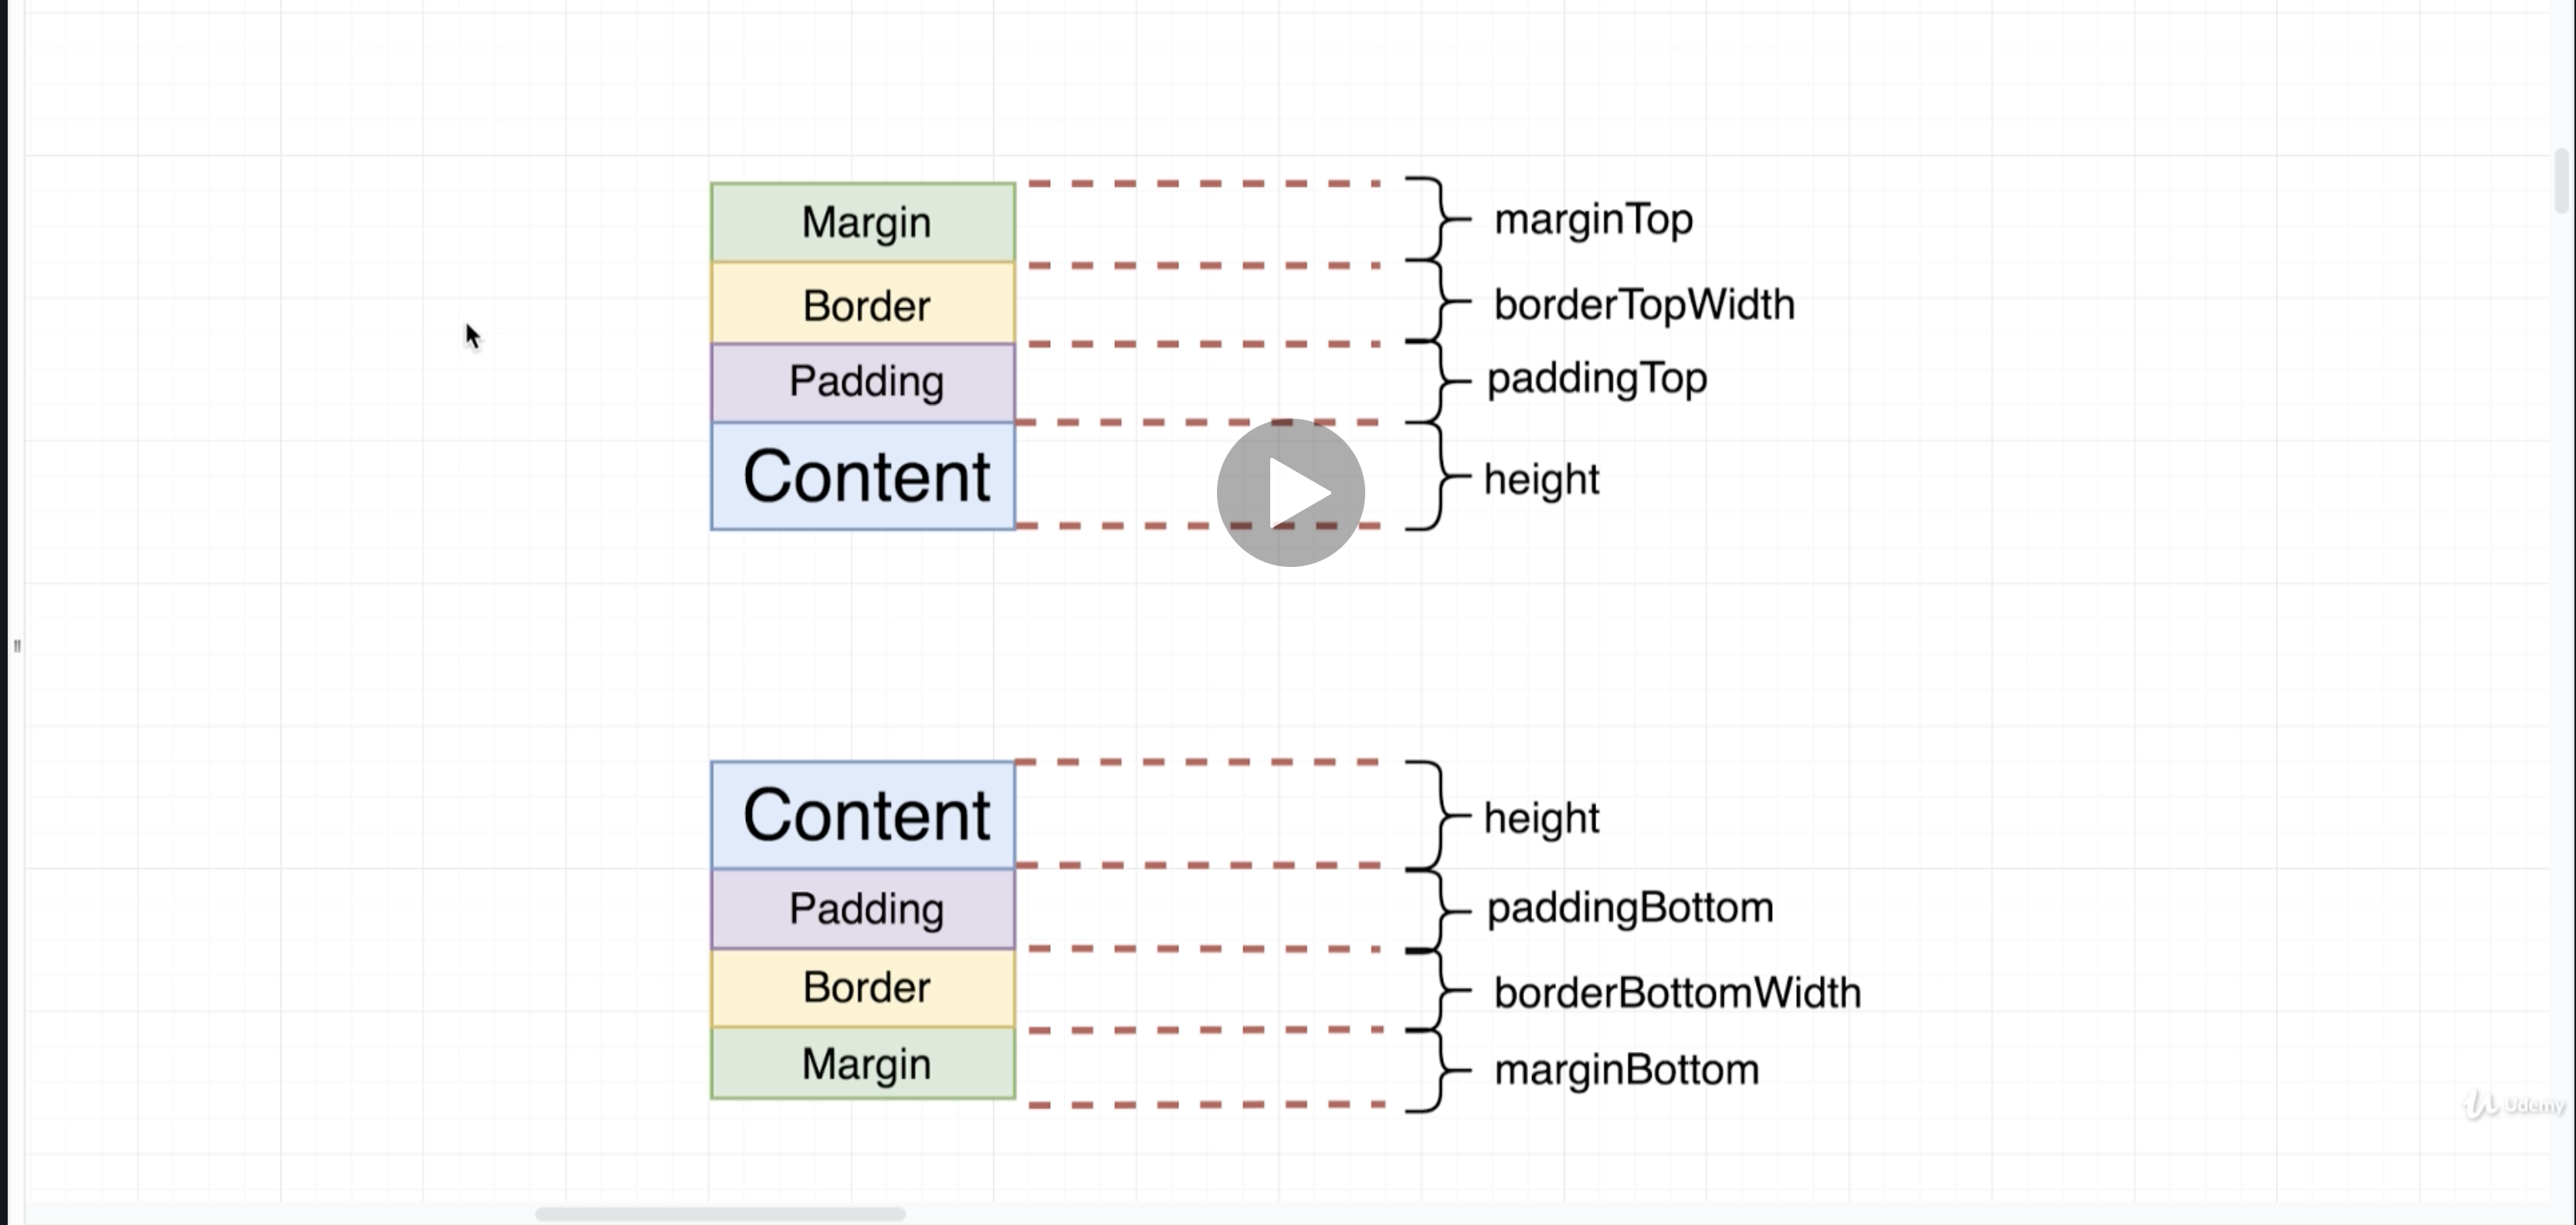 Margin
marginTop
Border
borderTopWidth
Padding
paddingTop
Content
height
Content
height
Padding
paddingBottom
Border
borderBottomWidth
Margin
marginBottom
Udemy